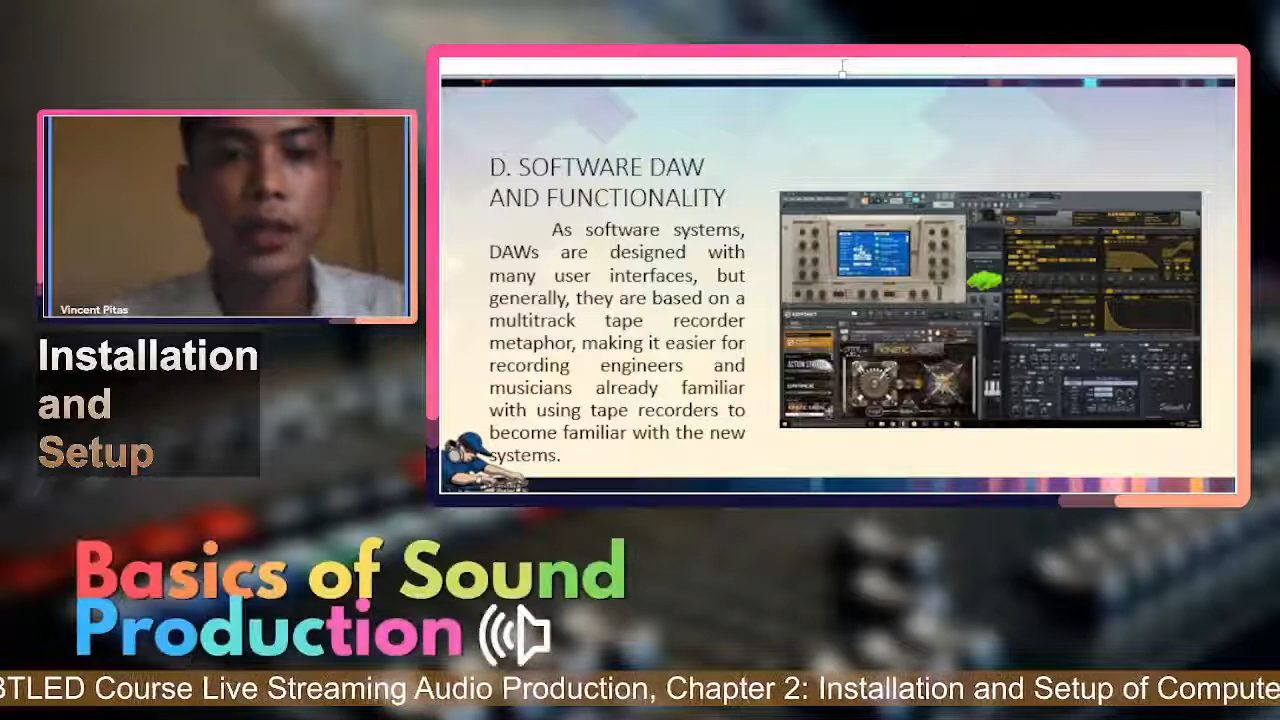 Vincent Pitas
Installation
and
Setup
D. SOFTWARE DAW
AND FUNCTIONALITY
As software systems,
DAWs are designed with
many user interfaces, but
generally, they are based on a
multitrack tape recorder
metaphor, making it easier for
recording engineers and
musicians already familiar
with using tape recorders to
become familiar with the new
systems.
Basics of Sound
Production
BTLED Course Live Streaming Audio Production, Chapter 2: Installation and Setup of Compute